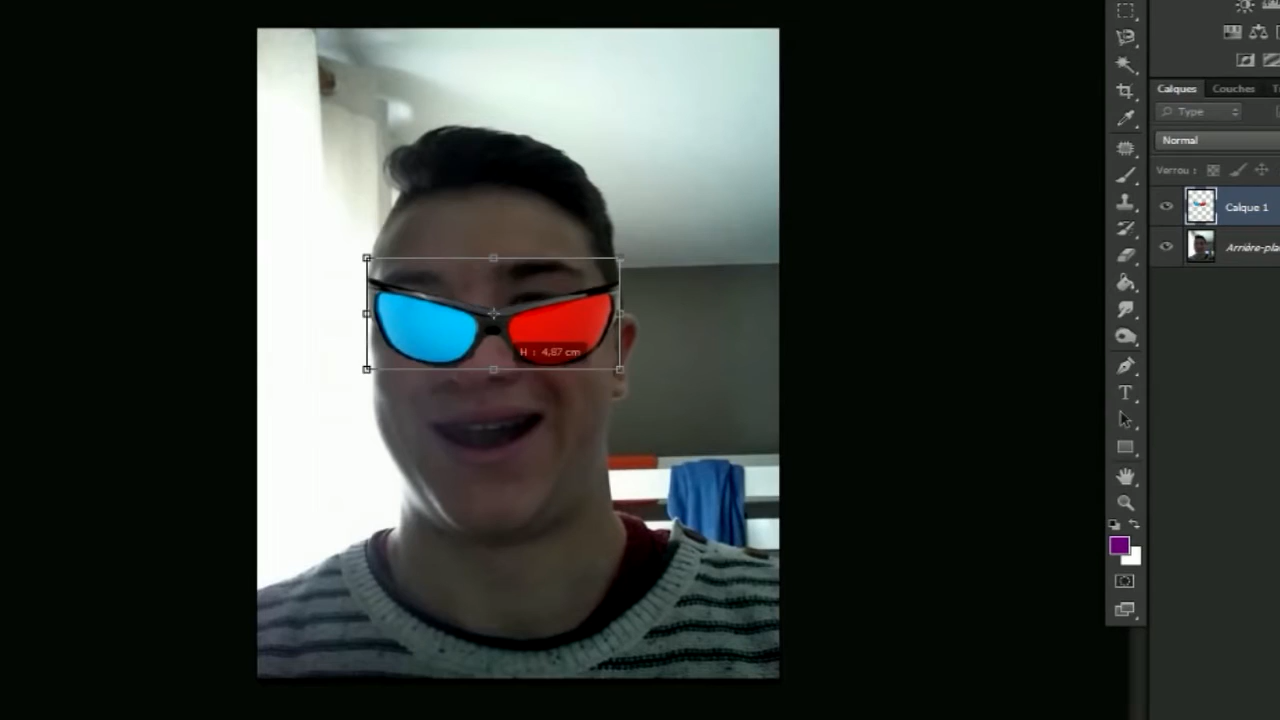 Calques Couches
Type
Normal
Verrou :
Calque 1
Arrière-pla
H : 4,87 cm